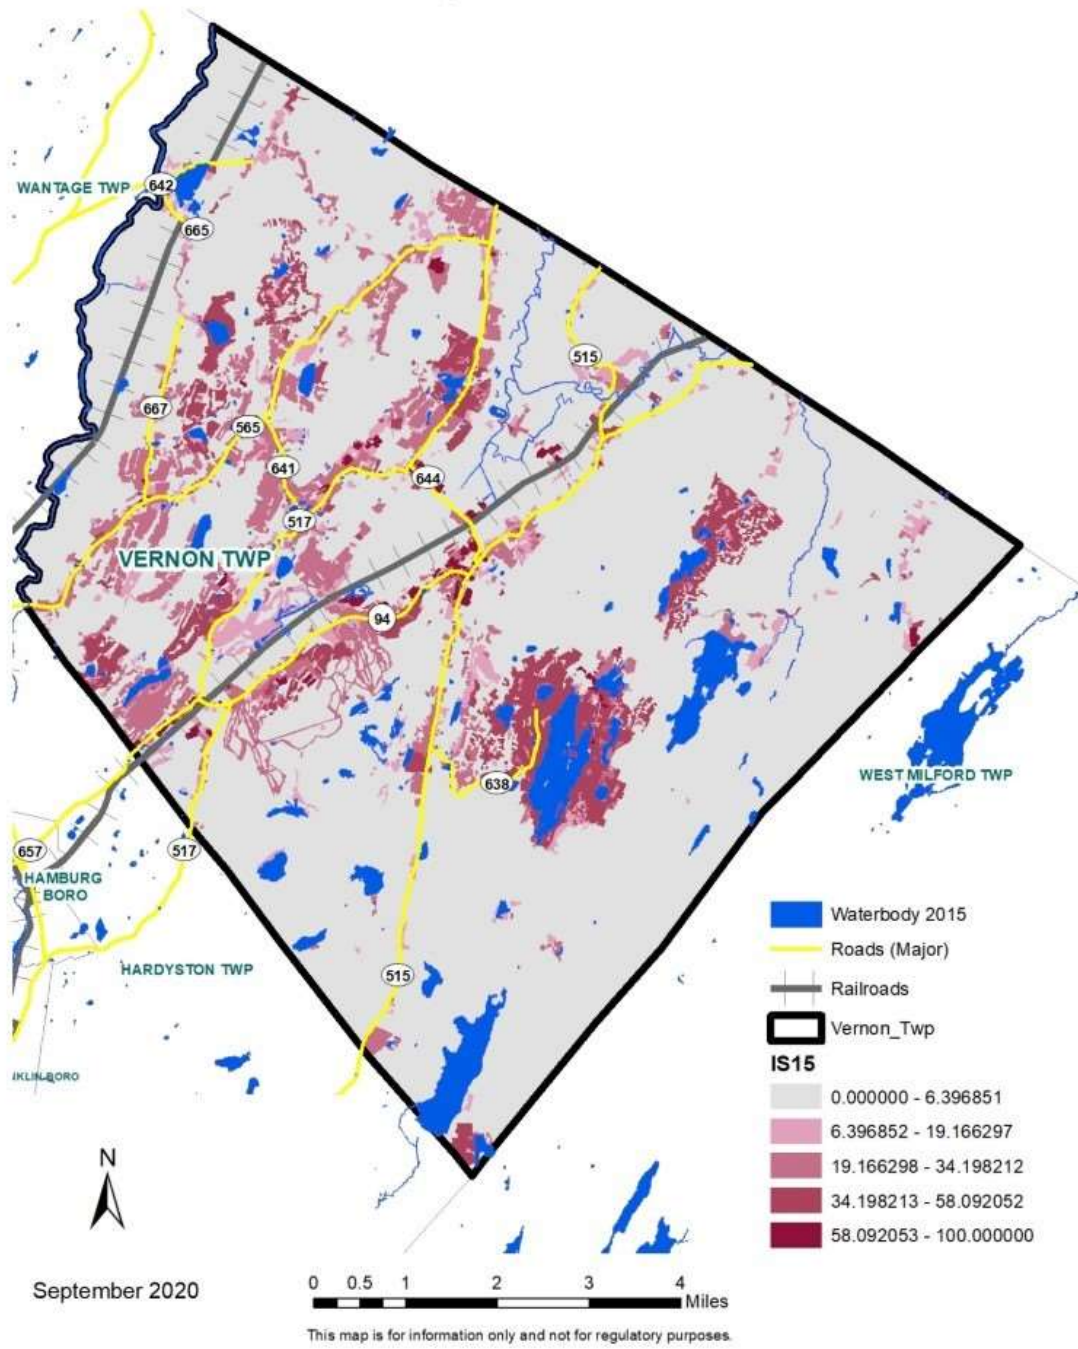 WANTAGE TWP
642
665
515
667
565
641
644
517
VERNON TWP
94
638
WEST MILFORD TWP
657
517
HAMBURG
BORO
HARDYSTON TWP
515
IKLIN BORO
Waterbody 2015
Roads (Major)
Railroads
Vernon_Twp
IS15
0.000000 - 6.396851
6.396852 - 19.166297
19.166298 - 34.198212
34.198213 - 58.092052
58.092053 - 100.000000
N
September 2020
0 0.5 1 2 3 4
Miles
This map is for information only and not for regulatory purposes.